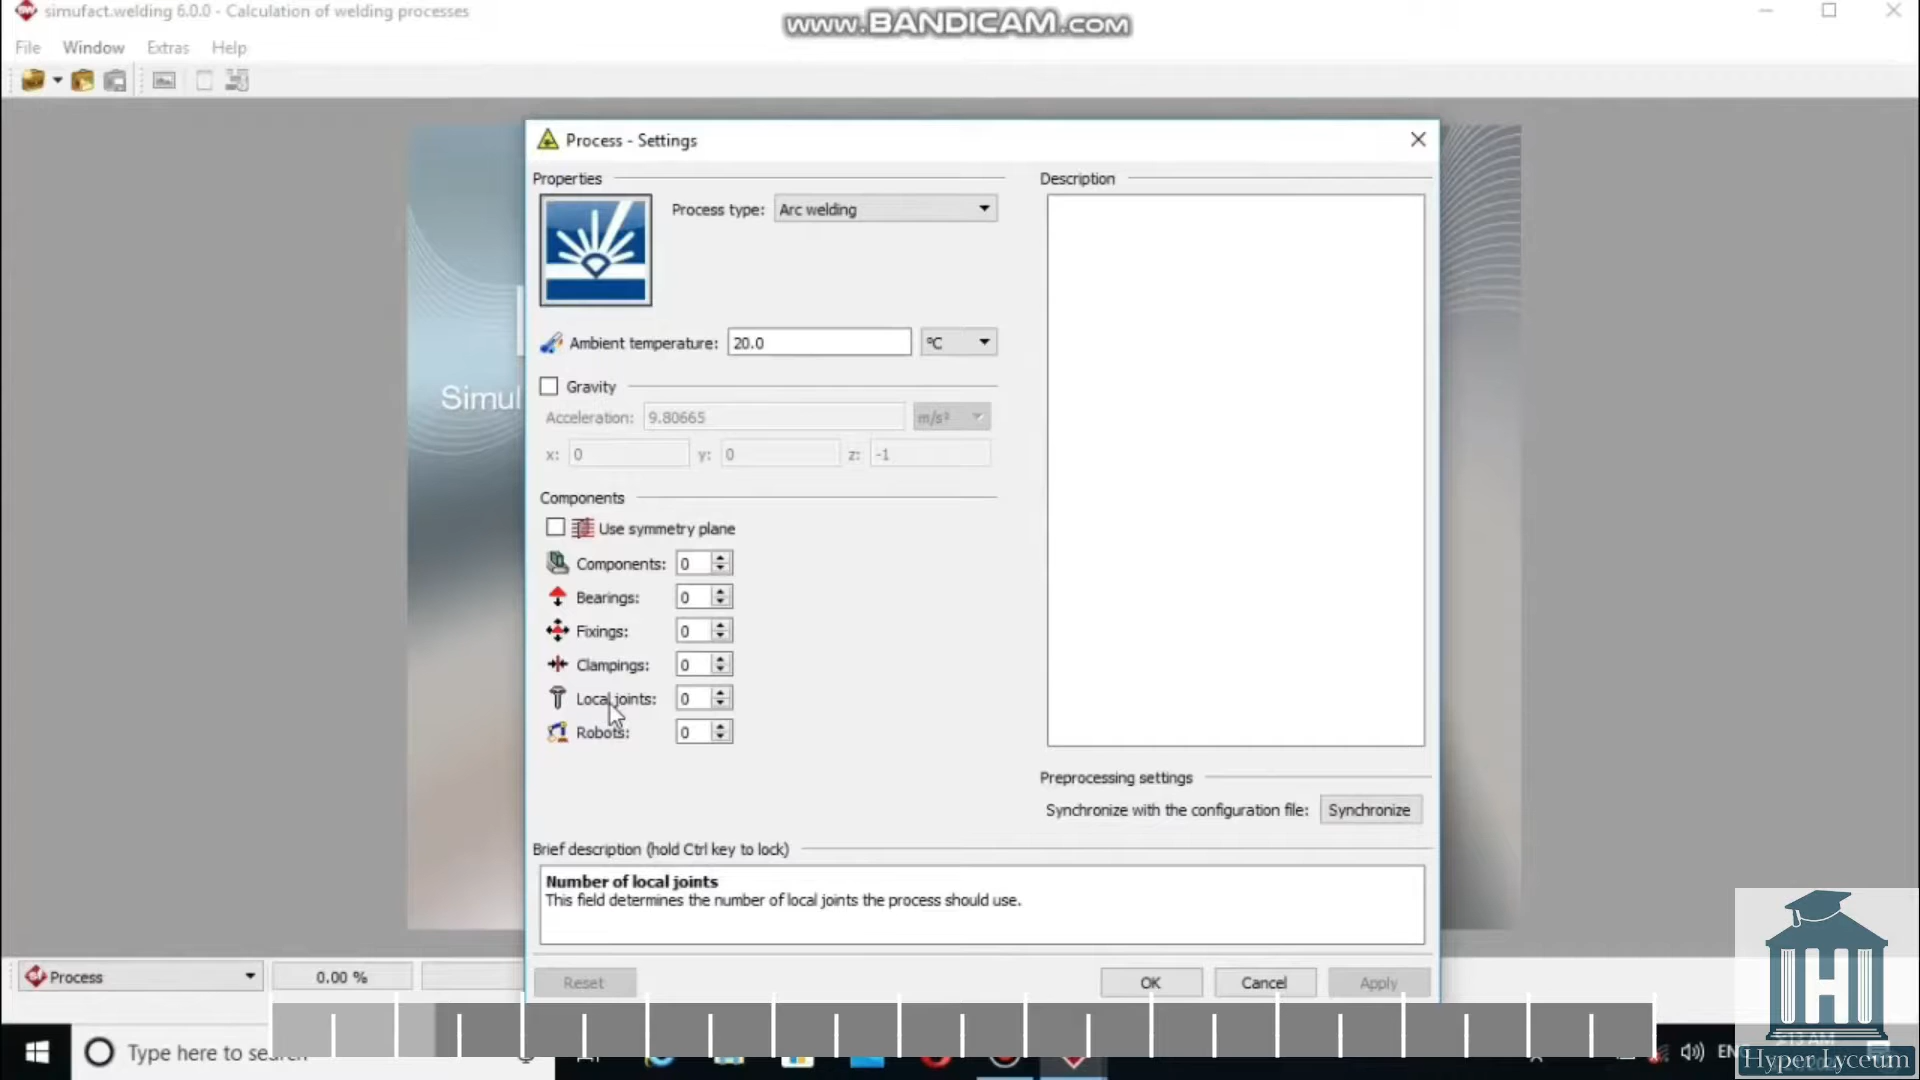 simufact.welding 6.0.0 - Calculation of welding processes
www.BANDICAM.com
File Window Extras Help
Process - Settings
Properties
Description
Process type: Arc welding
Ambient temperature: 20.0 °C
Gravity
Simul
Acceleration: 9.80665 m/s²
x: 0 y: 0 z: -1
Components
Use symmetry plane
Components: 0
Bearings: 0
Fixings: 0
Clampings: 0
Local joints: 0
Robots: 0
Preprocessing settings
Synchronize with the configuration file: Synchronize
Brief description (hold Ctrl key to lock)
Number of local joints
This field determines the number of local joints the process should use.
Process 0.00 %
Reset OK Cancel Apply
Type here to search
Hyper Lyceum